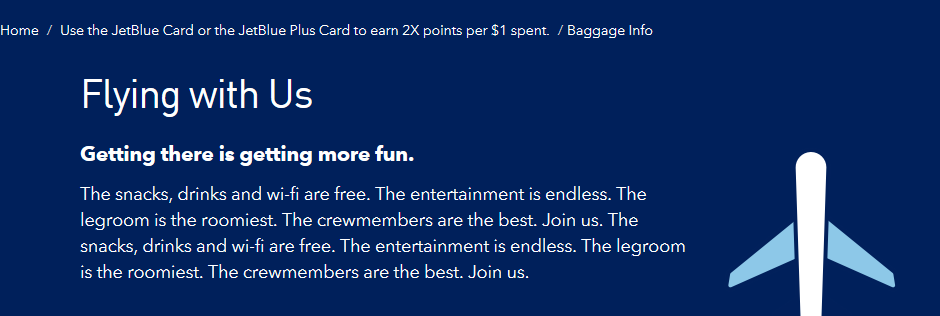 Home / Use the JetBlue Card or the JetBlue Plus Card to earn 2X points per $1 spent. / Baggage Info
Flying with Us
Getting there is getting more fun.
The snacks, drinks and wi-fi are free. The entertainment is endless. The
legroom is the roomiest. The crewmembers are the best. Join us. The
snacks, drinks and wi-fi are free. The entertainment is endless. The legroom
is the roomiest. The crewmembers are the best. Join us.